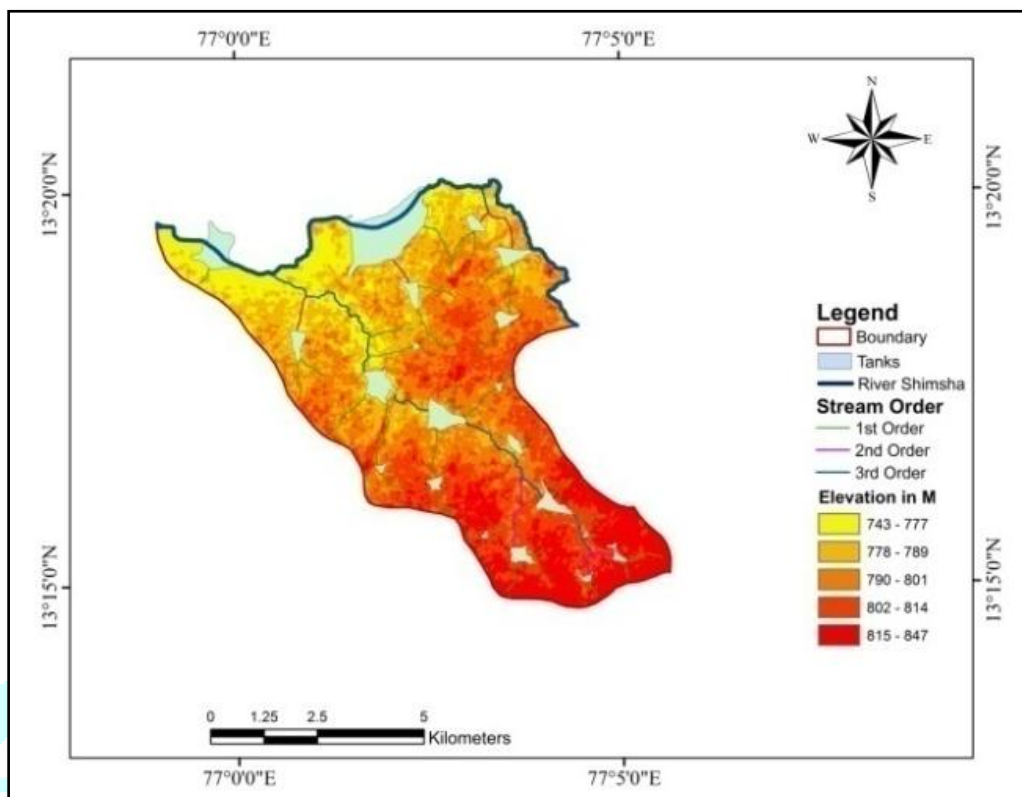 77°0'0"E 77°5'0"E
N
W E
S
13°20'0"N 13°20'0"N
Legend
Boundary
Tanks
River Shimsha
Stream Order
1st Order
2nd Order
3rd Order
Elevation in M
743 - 777
778 - 789
790 - 801
802 - 814
815 - 847
13°15'0"N 13°15'0"N
0 1.25 2.5 5
Kilometers
77°0'0"E 77°5'0"E